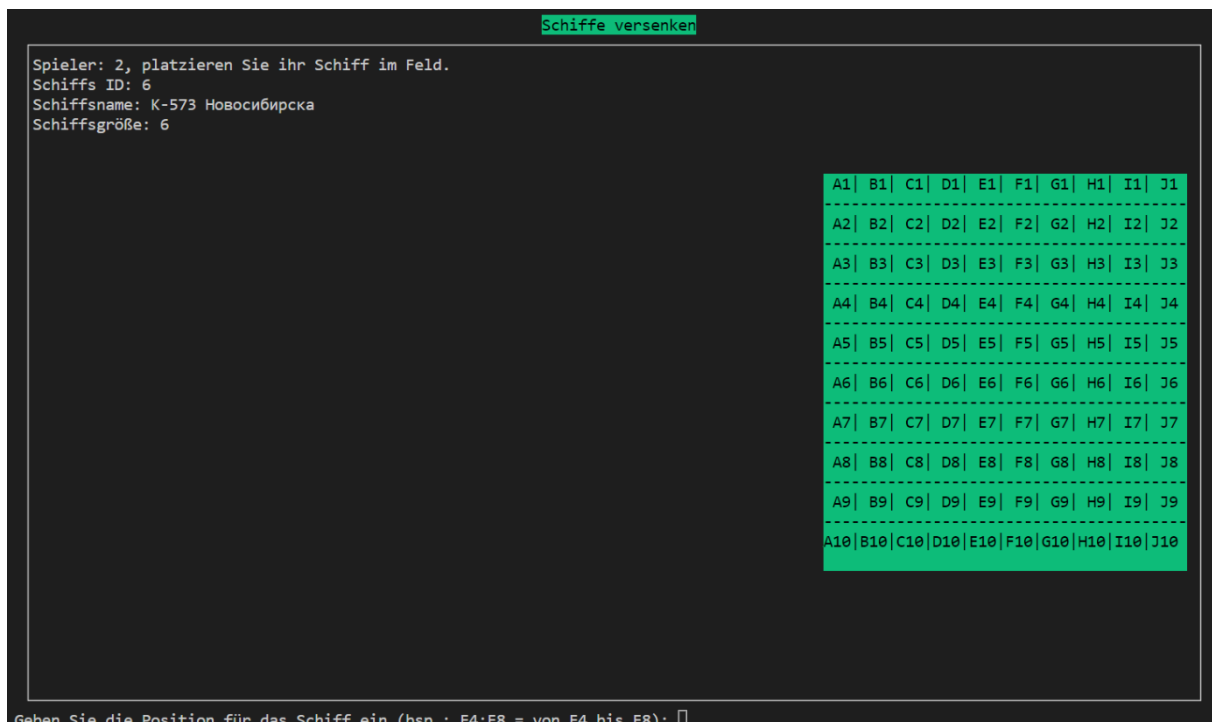 Schiffe versenken
Spieler: 2, platzieren Sie ihr Schiff im Feld.
Schiffs ID: 6
Schiffsname: К-573 Новосибирска
Schiffsgröße: 6
A1| B1| C1| D1| E1| F1| G1| H1| I1| J1
A2| B2| C2| D2| E2| F2| G2| H2| I2| J2
A3| B3| C3| D3| E3| F3| G3| H3| I3| J3
A4| B4| C4| D4| E4| F4| G4| H4| I4| J4
A5| B5| C5| D5| E5| F5| G5| H5| I5| J5
A6| B6| C6| D6| E6| F6| G6| H6| I6| J6
A7| B7| C7| D7| E7| F7| G7| H7| I7| J7
A8| B8| C8| D8| E8| F8| G8| H8| I8| J8
A9| B9| C9| D9| E9| F9| G9| H9| I9| J9
A10|B10|C10|D10|E10|F10|G10|H10|I10|J10
Geben Sie die Position für das Schiff ein (bsp.: F4:F8 = von F4 bis F8):